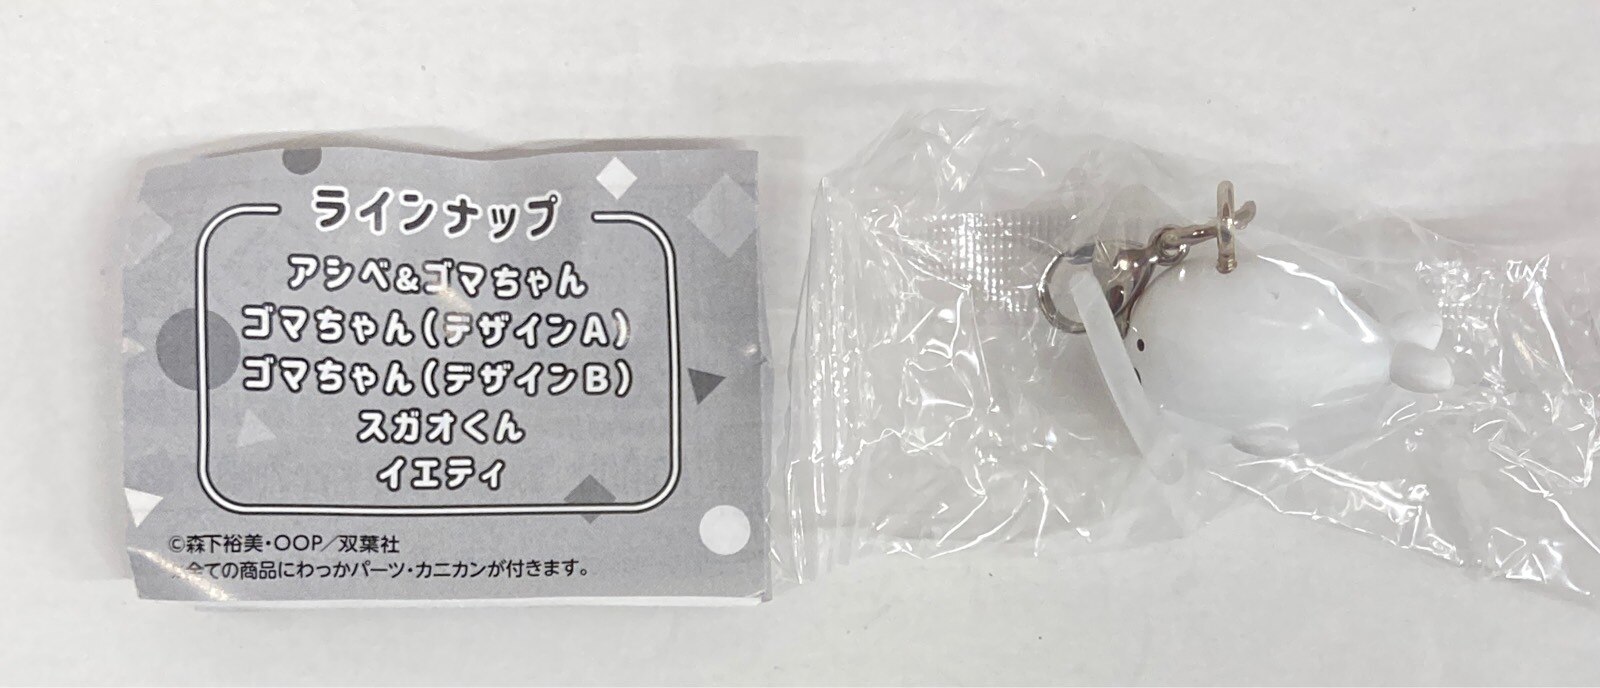 ラインナップ
アシベ&ゴマちゃん
ゴマちゃん(デザインA)
ゴマちゃん(デザインB)
スガオくん
イエティ
©森下裕美・OOP/双葉社
※全ての商品にわっかパーツ・カニカンが付きます。